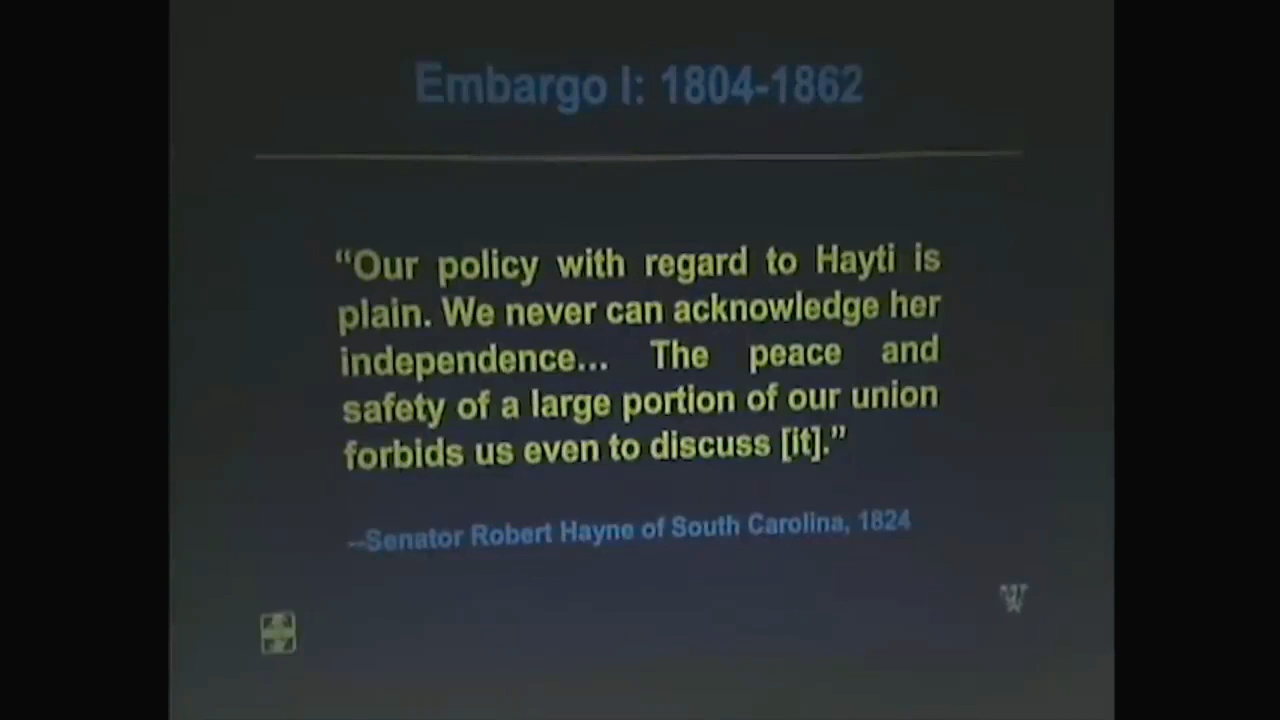 Embargo I: 1804-1862
“Our policy with regard to Hayti is
plain. We never can acknowledge her
independence... The peace and
safety of a large portion of our union
forbids us even to discuss [it].”
--Senator Robert Hayne of South Carolina, 1824